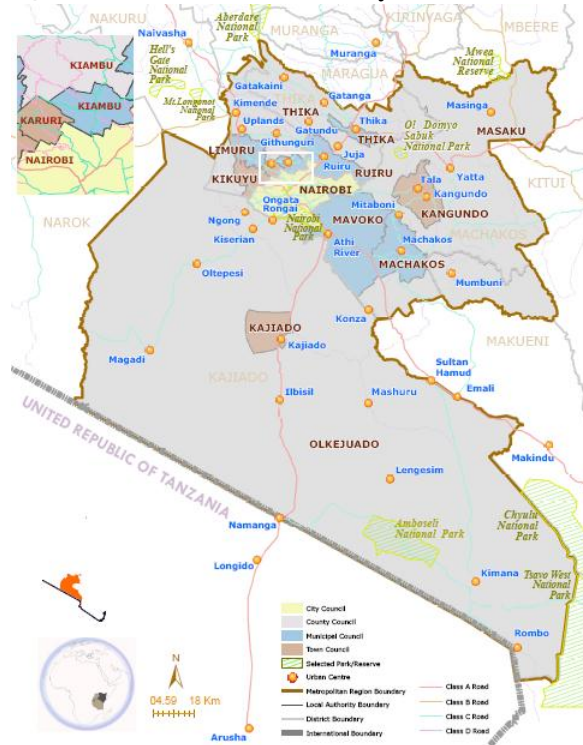 NAKURU
Naivasha
Aberdare
National
Park
MURANGA
KIRINYAGA
MBEERE
Hell's
Gate
National
Park
Muranga
MARAGUA
Mwea
National
Reserve
KIAMBU
KIAMBU
KARURI
NAIROBI
Mt.Longonot
National
Park
Gatakaini
Kimende
THIKA
Gatanga
Uplands
THIKA
Gatundu
Thika
Masinga
MASAKU
Githunguri
LIMURU
THIKA
Ol Donyo
Sabuk
National Park
Juja
Ruiru
RUIRU
KIKUYU
Yatta
KITUI
Tala
Kangundo
NAIROBI
Mitaboni
KANGUNDO
NAROK
Ongata
Rongai
Nairobi
National
Park
MAVOKO
Ngong
Kiserian
Athi
River
Machakos
MACHAKOS
MACHAKOS
Oltepesi
Mumbuni
Konza
KAJIADO
Kajiado
MAKUENI
Magadi
KAJIADO
Sultan
Hamud
Emali
Ilbisil
Mashuru
UNITED REPUBLIC OF TANZANIA
OLKEJUADO
Makindu
Lengesim
Chyulu
National
Park
Namanga
Amboseli National Park
Tsavo West
National
Park
Longido
Kimana
Rombo
Arusha
N
04.59 18 Km
City Council
County Council
Municipal Council
Town Council
Selected Park/Reserve
Urban Centre
Metropolitan Region Boundary
Local Authority Boundary
District Boundary
International Boundary
Class A Road
Class B Road
Class C Road
Class D Road